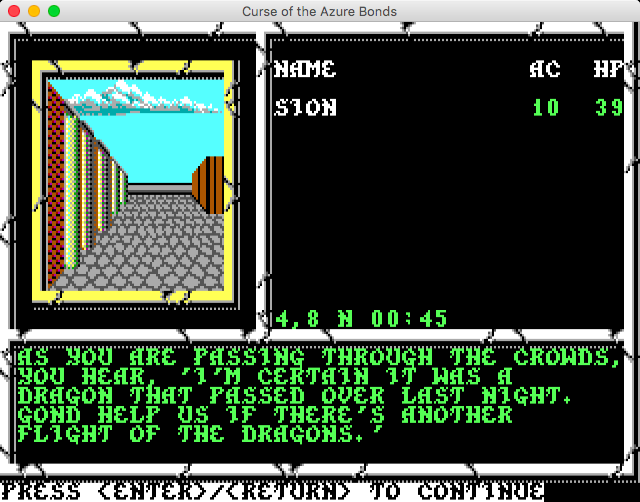 Curse of the Azure Bonds
NAME AC HP
SION 10 39
4,8 N 00:45
AS YOU ARE PASSING THROUGH THE CROWDS,
YOU HEAR, 'I'M CERTAIN IT WAS A
DRAGON THAT PASSED OVER LAST NIGHT.
GOND HELP US IF THERE'S ANOTHER
FLIGHT OF THE DRAGONS.'
PRESS <ENTER>/<RETURN> TO CONTINUE